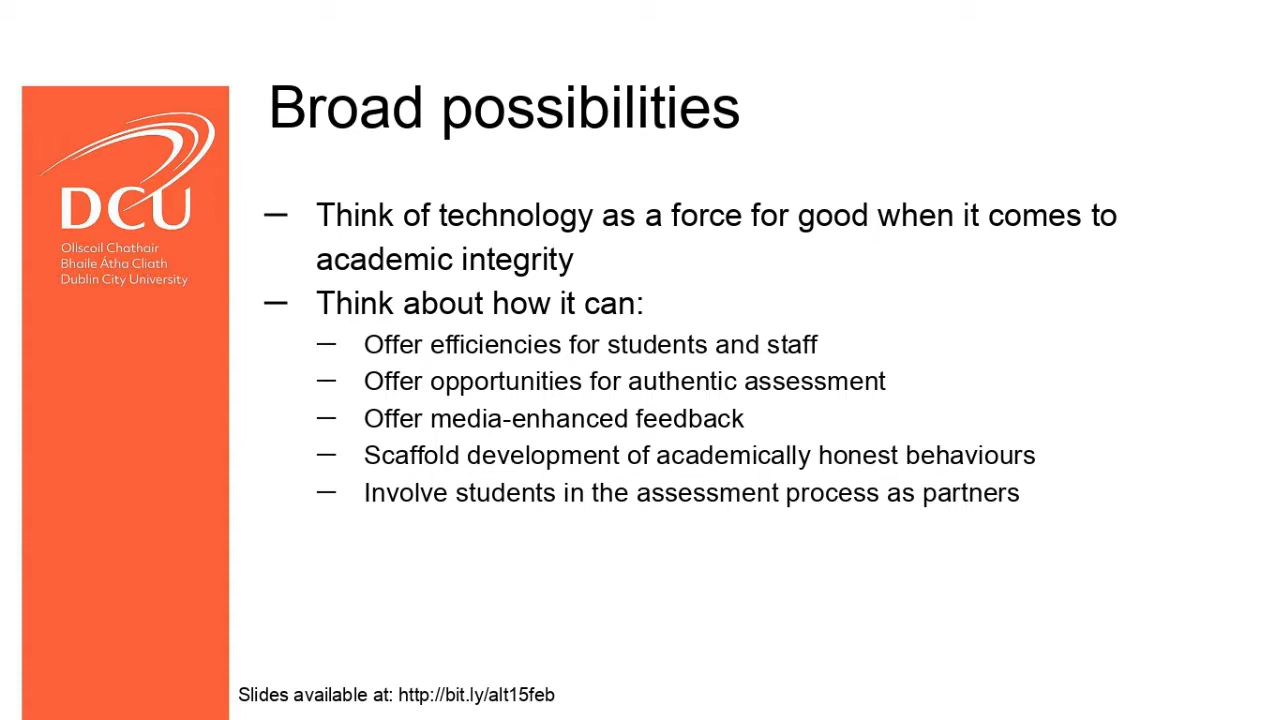 Broad possibilities
DCU
Ollscoil Chathair
Bhaile Átha Cliath
Dublin City University
— Think of technology as a force for good when it comes to
academic integrity
— Think about how it can:
— Offer efficiencies for students and staff
— Offer opportunities for authentic assessment
— Offer media-enhanced feedback
— Scaffold development of academically honest behaviours
— Involve students in the assessment process as partners
Slides available at: http://bit.ly/alt15feb